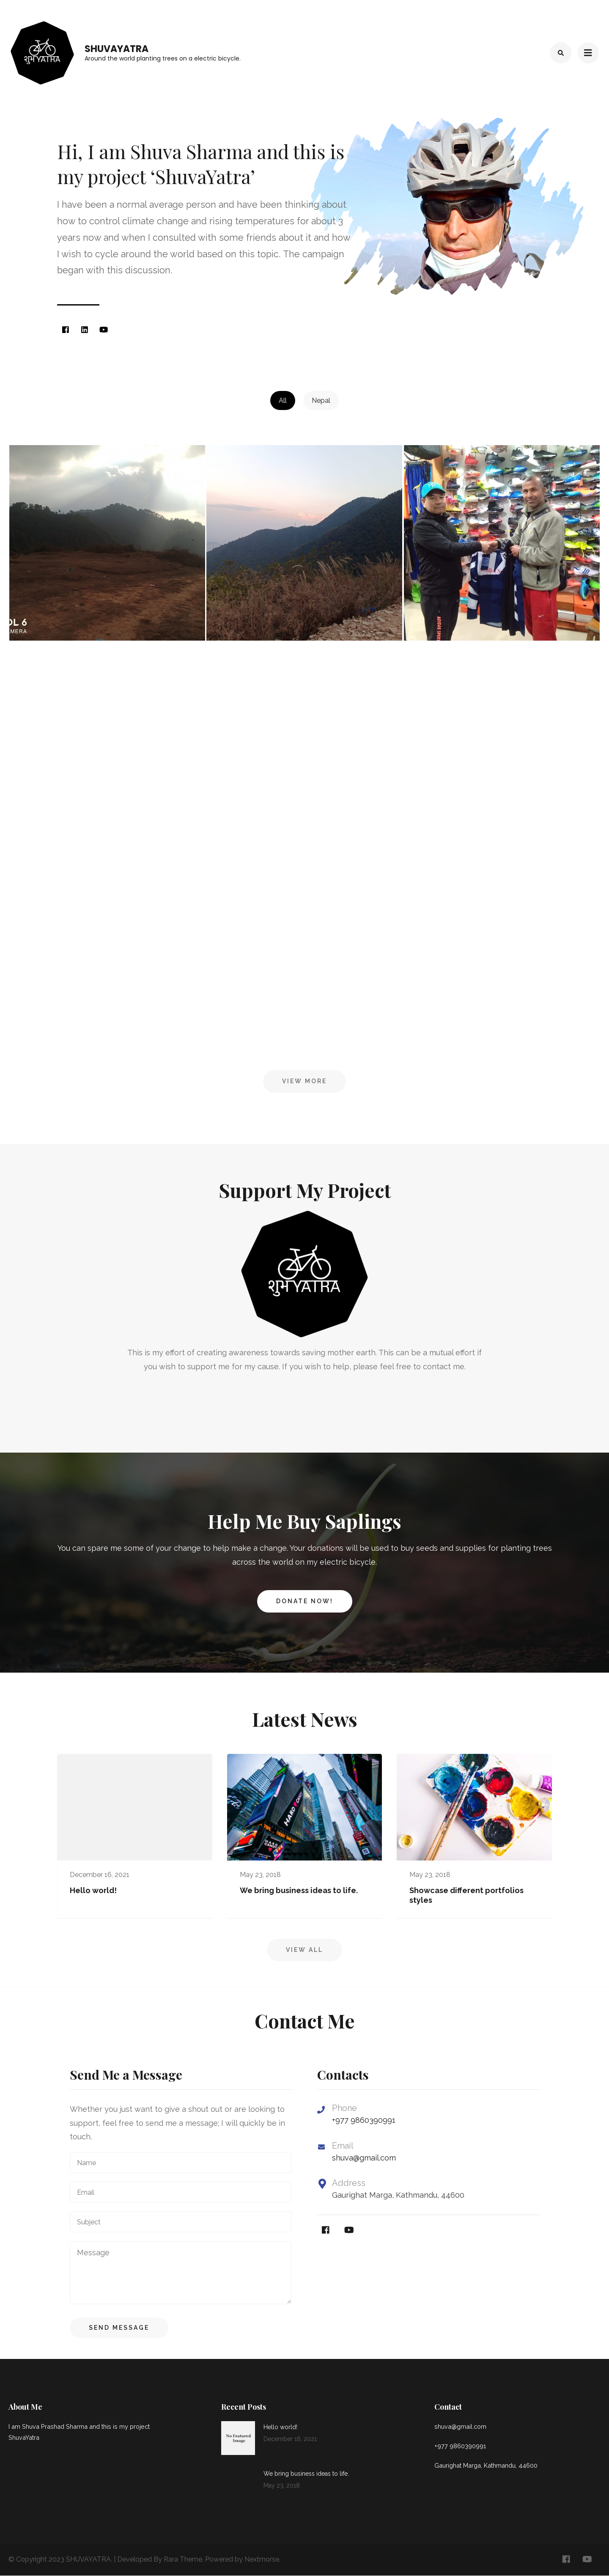 शुभ यात्रा
SHUVAYATRA
Around the world planting trees on a electric bicycle.
Hi, I am Shuva Sharma and this is
my project ‘ShuvaYatra’
I have been a normal average person and have been thinking about
how to control climate change and rising temperatures for about 3
years now and when I consulted with some friends about it and how
I wish to cycle around the world based on this topic. The campaign
began with this discussion.
All
Nepal
OL 6
MERA
VIEW MORE
Support My Project
This is my effort of creating awareness towards saving mother earth. This can be a mutual effort if
you wish to support me for my cause. If you wish to help, please feel free to contact me.
Help Me Buy Saplings
You can spare me some of your change to help make a change. Your donations will be used to buy seeds and supplies for planting trees
across the world on my electric bicycle.
DONATE NOW!
Latest News
December 16, 2021
Hello world!
May 23, 2018
We bring business ideas to life.
May 23, 2018
Showcase different portfolios
styles
VIEW ALL
Contact Me
Send Me a Message
Whether you just want to give a shout out or are looking to
support, feel free to send me a message; I will quickly be in
touch.
Name
Email
Subject
Message
SEND MESSAGE
Contacts
Phone
+977 9860390991
Email
shuva@gmail.com
Address
Gaurighat Marga, Kathmandu, 44600
About Me
I am Shuva Prashad Sharma and this is my project
ShuvaYatra
Recent Posts
No Featured
Image
Hello world!
December 16, 2021
We bring business ideas to life.
May 23, 2018
Contact
shuva@gmail.com
+977 9860390991
Gaurighat Marga, Kathmandu, 44600
© Copyright 2023 SHUVAYATRA. | Developed By Rara Theme. Powered by Nextmorse.